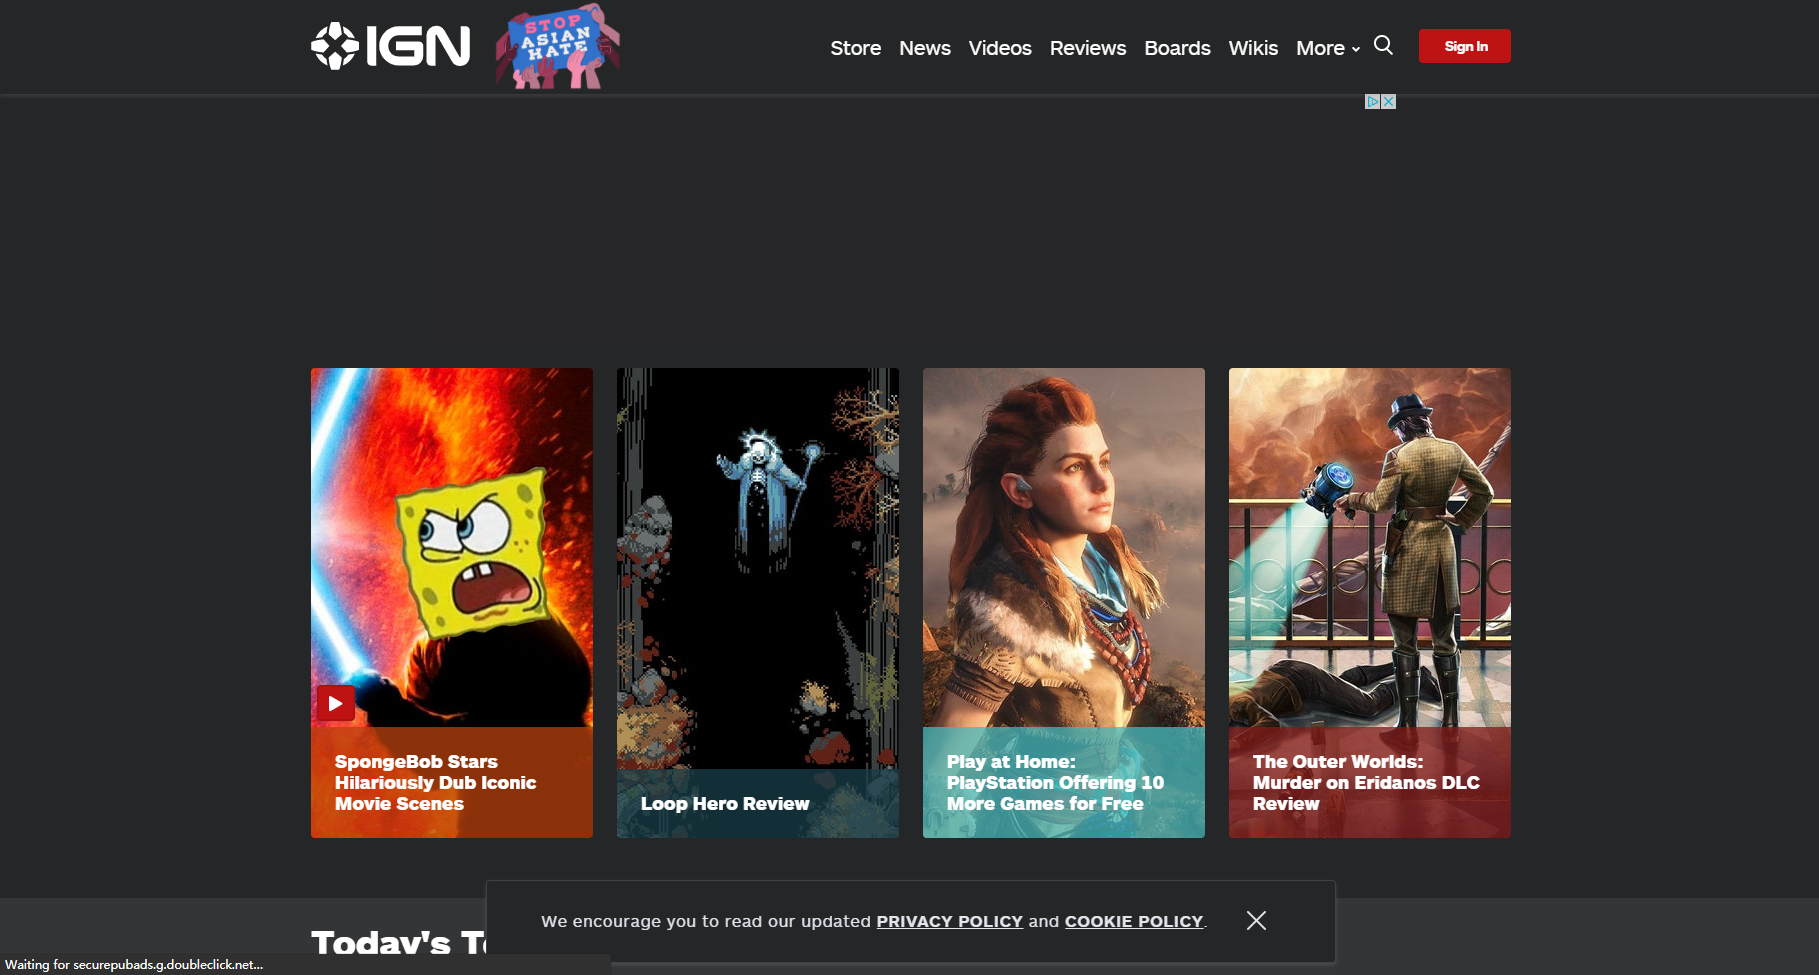 IGN
STOP
ASIAN
HATE
Store News Videos Reviews Boards Wikis More
Sign In
SpongeBob Stars
Hilariously Dub Iconic
Movie Scenes
Loop Hero Review
Play at Home:
PlayStation Offering 10
More Games for Free
The Outer Worlds:
Murder on Eridanos DLC
Review
We encourage you to read our updated PRIVACY POLICY and COOKIE POLICY.
Today's
Waiting for securepubads.g.doubleclick.net...